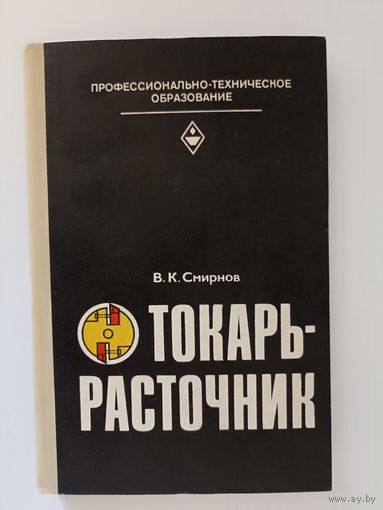 ПРОФЕССИОНАЛЬНО-ТЕХНИЧЕСКОЕ
ОБРАЗОВАНИЕ
В. К. Смирнов
ТОКАРЬ-
РАСТОЧНИК
www.ay.by